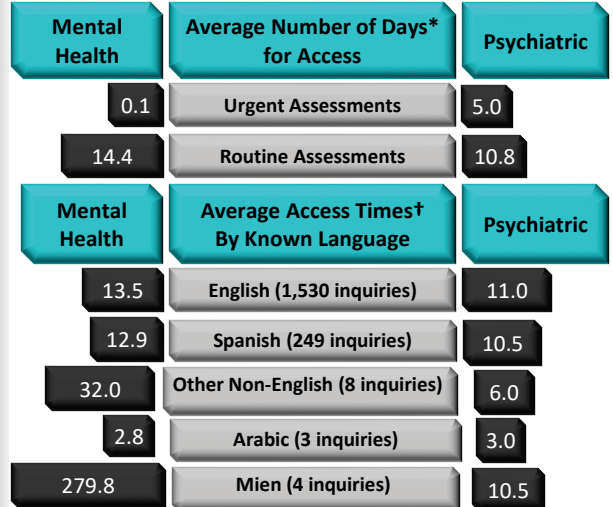 Mental Health
Average Number of Days* for Access
Psychiatric
0.1 Urgent Assessments 5.0
14.4 Routine Assessments 10.8
Mental Health
Average Access Times† By Known Language
Psychiatric
13.5 English (1,530 inquiries) 11.0
12.9 Spanish (249 inquiries) 10.5
32.0 Other Non-English (8 inquiries) 6.0
2.8 Arabic (3 inquiries) 3.0
279.8 Mien (4 inquiries) 10.5